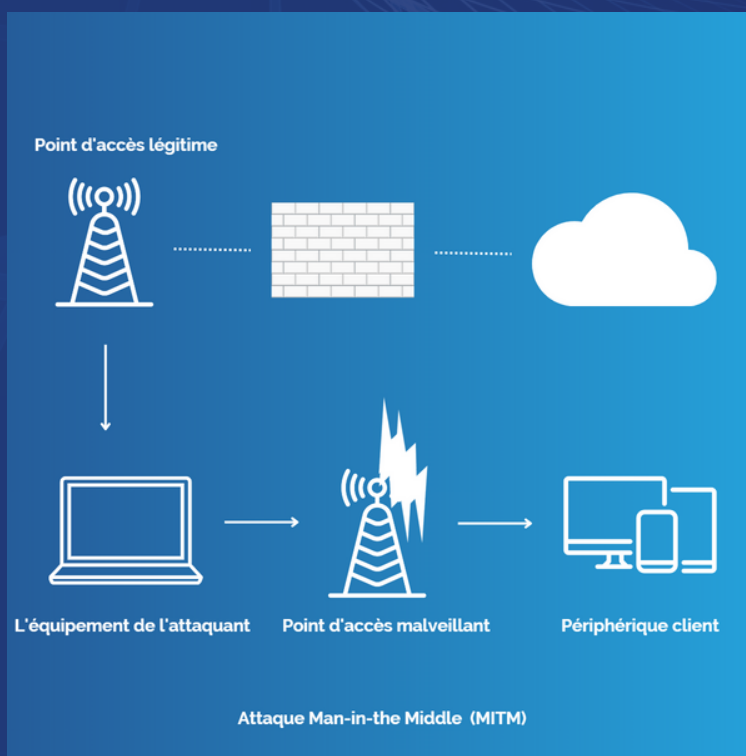 Point d'accès légitime
L'équipement de l'attaquant
Point d'accès malveillant
Périphérique client
Attaque Man-in-the Middle (MITM)